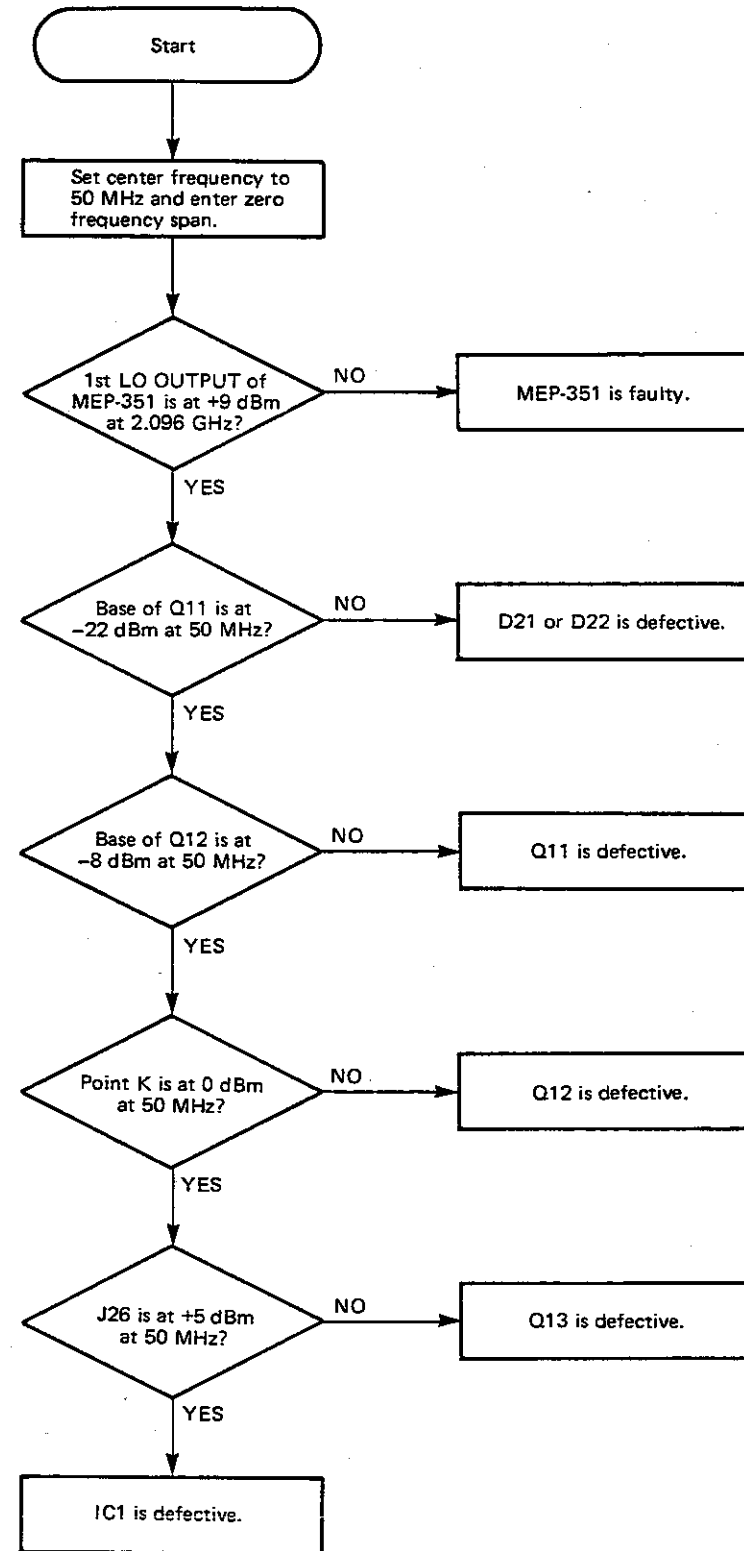 Start
Set center frequency to
50 MHz and enter zero
frequency span.
1st LO OUTPUT of
MEP-351 is at +9 dBm
at 2.096 GHz?
NO
MEP-351 is faulty.
YES
Base of Q11 is at
–22 dBm at 50 MHz?
NO
D21 or D22 is defective.
YES
Base of Q12 is at
–8 dBm at 50 MHz?
NO
Q11 is defective.
YES
Point K is at 0 dBm
at 50 MHz?
NO
Q12 is defective.
YES
J26 is at +5 dBm
at 50 MHz?
NO
Q13 is defective.
YES
IC1 is defective.